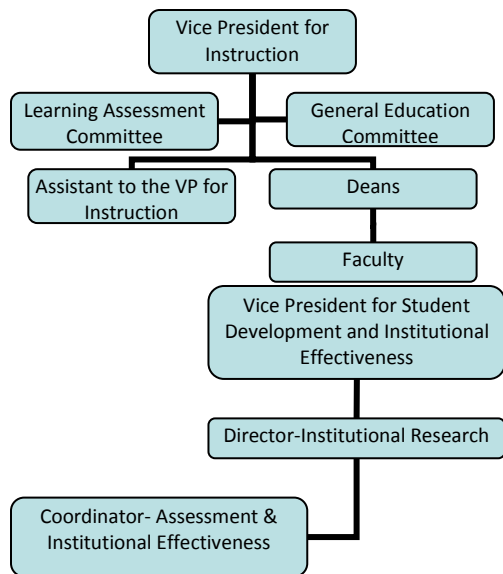 Vice President for
Instruction
Learning Assessment
Committee
General Education
Committee
Assistant to the VP for
Instruction
Deans
Faculty
Vice President for Student
Development and Institutional
Effectiveness
Director-Institutional Research
Coordinator- Assessment &
Institutional Effectiveness